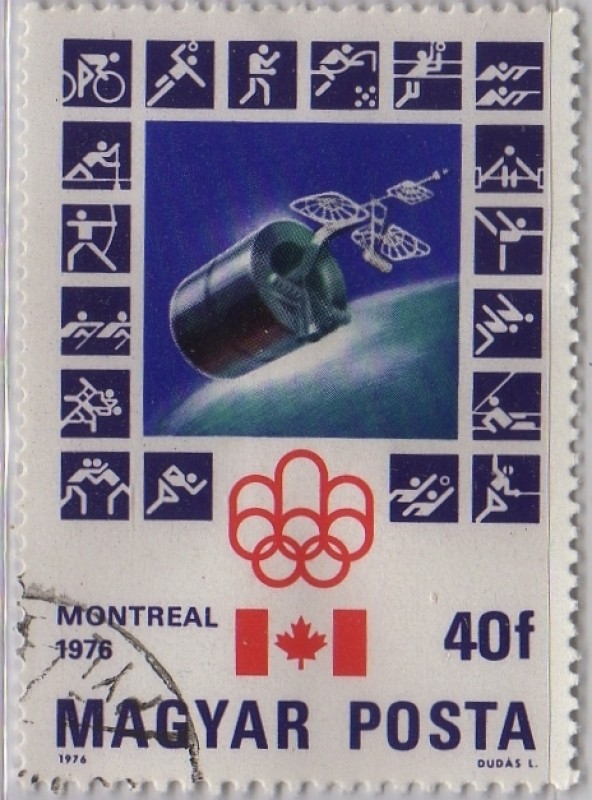 MONTREAL
1976
40f
MAGYAR POSTA
1976
DUDÁS L.